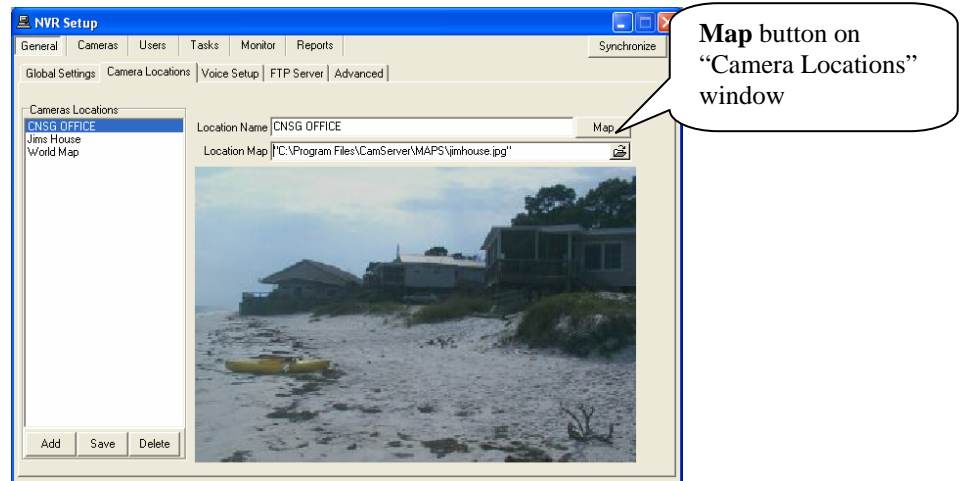 NVR Setup
General Cameras Users Tasks Monitor Reports Synchronize
Global Settings Camera Locations Voice Setup FTP Server Advanced
Cameras Locations
CNSG OFFICE
Jims House
World Map
Location Name CNSG OFFICE Map
Location Map "C:\Program Files\CamServer\MAPS\jimhouse.jpg"
Add Save Delete
Map button on
“Camera Locations”
window